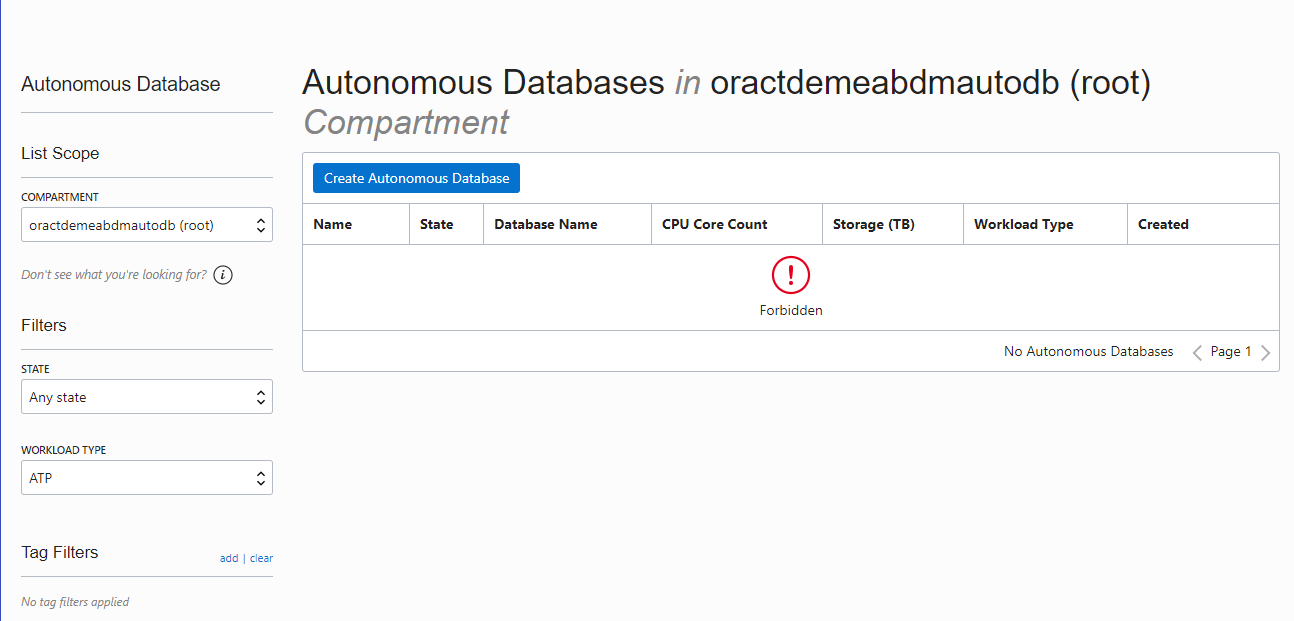 Autonomous Database
List Scope
COMPARTMENT
oractdemeabdmautodb (root)
Don't see what you're looking for? i
Filters
STATE
Any state
WORKLOAD TYPE
ATP
Tag Filters
add | clear
No tag filters applied
Autonomous Databases in oractdemeabdmautodb (root)
Compartment
Create Autonomous Database
Name State Database Name CPU Core Count Storage (TB) Workload Type Created
!
Forbidden
No Autonomous Databases Page 1